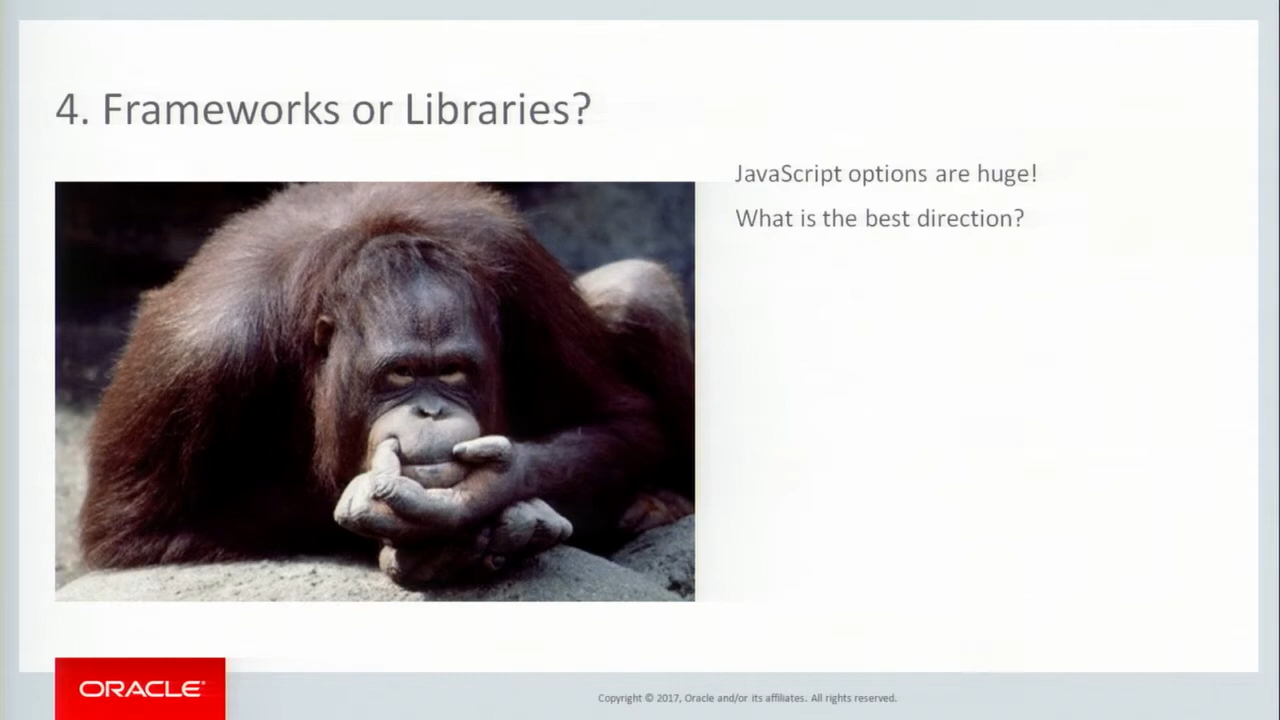 4. Frameworks or Libraries?
JavaScript options are huge!
What is the best direction?
ORACLE
Copyright © 2017, Oracle and/or its affiliates. All rights reserved.